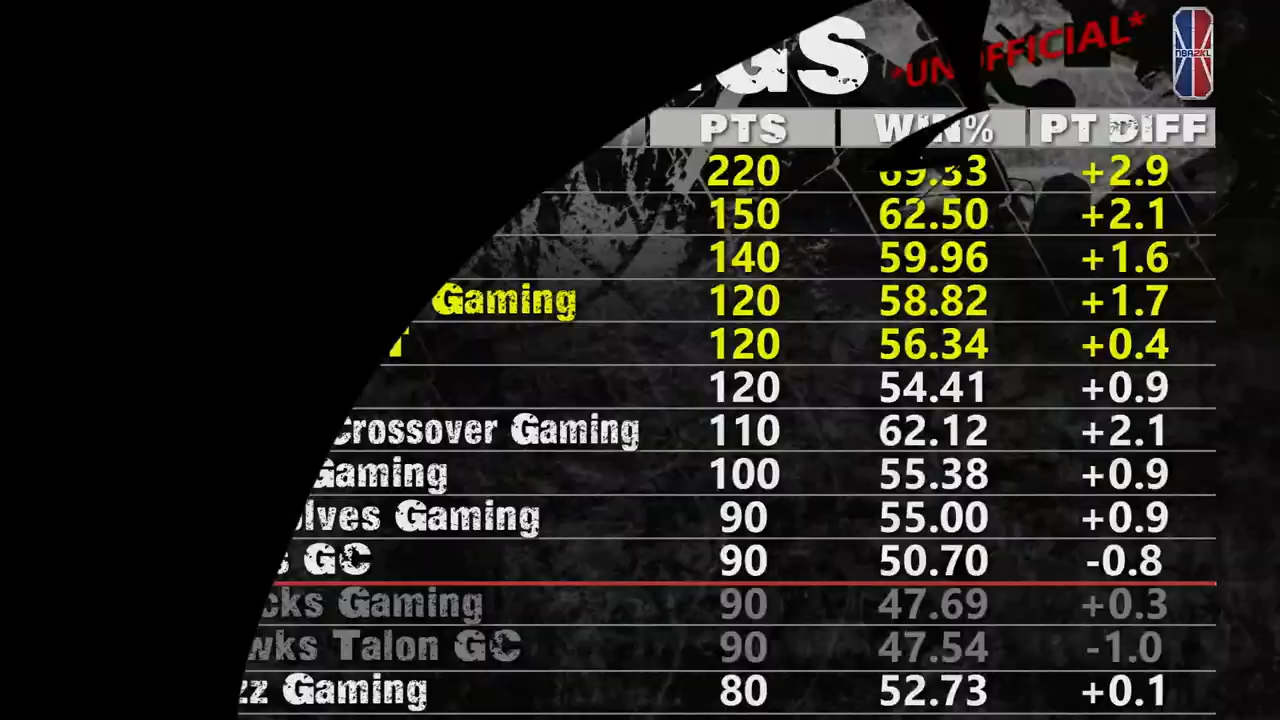 GS *UNOFFICIAL* NBA2KL
PTS WIN% PT DIFF
220 69.33 +2.9
150 62.50 +2.1
140 59.96 +1.6
Gaming 120 58.82 +1.7
120 56.34 +0.4
120 54.41 +0.9
Crossover Gaming 110 62.12 +2.1
Gaming 100 55.38 +0.9
lves Gaming 90 55.00 +0.9
s GC 90 50.70 -0.8
cks Gaming 90 47.69 +0.3
wks Talon GC 90 47.54 -1.0
zz Gaming 80 52.73 +0.1